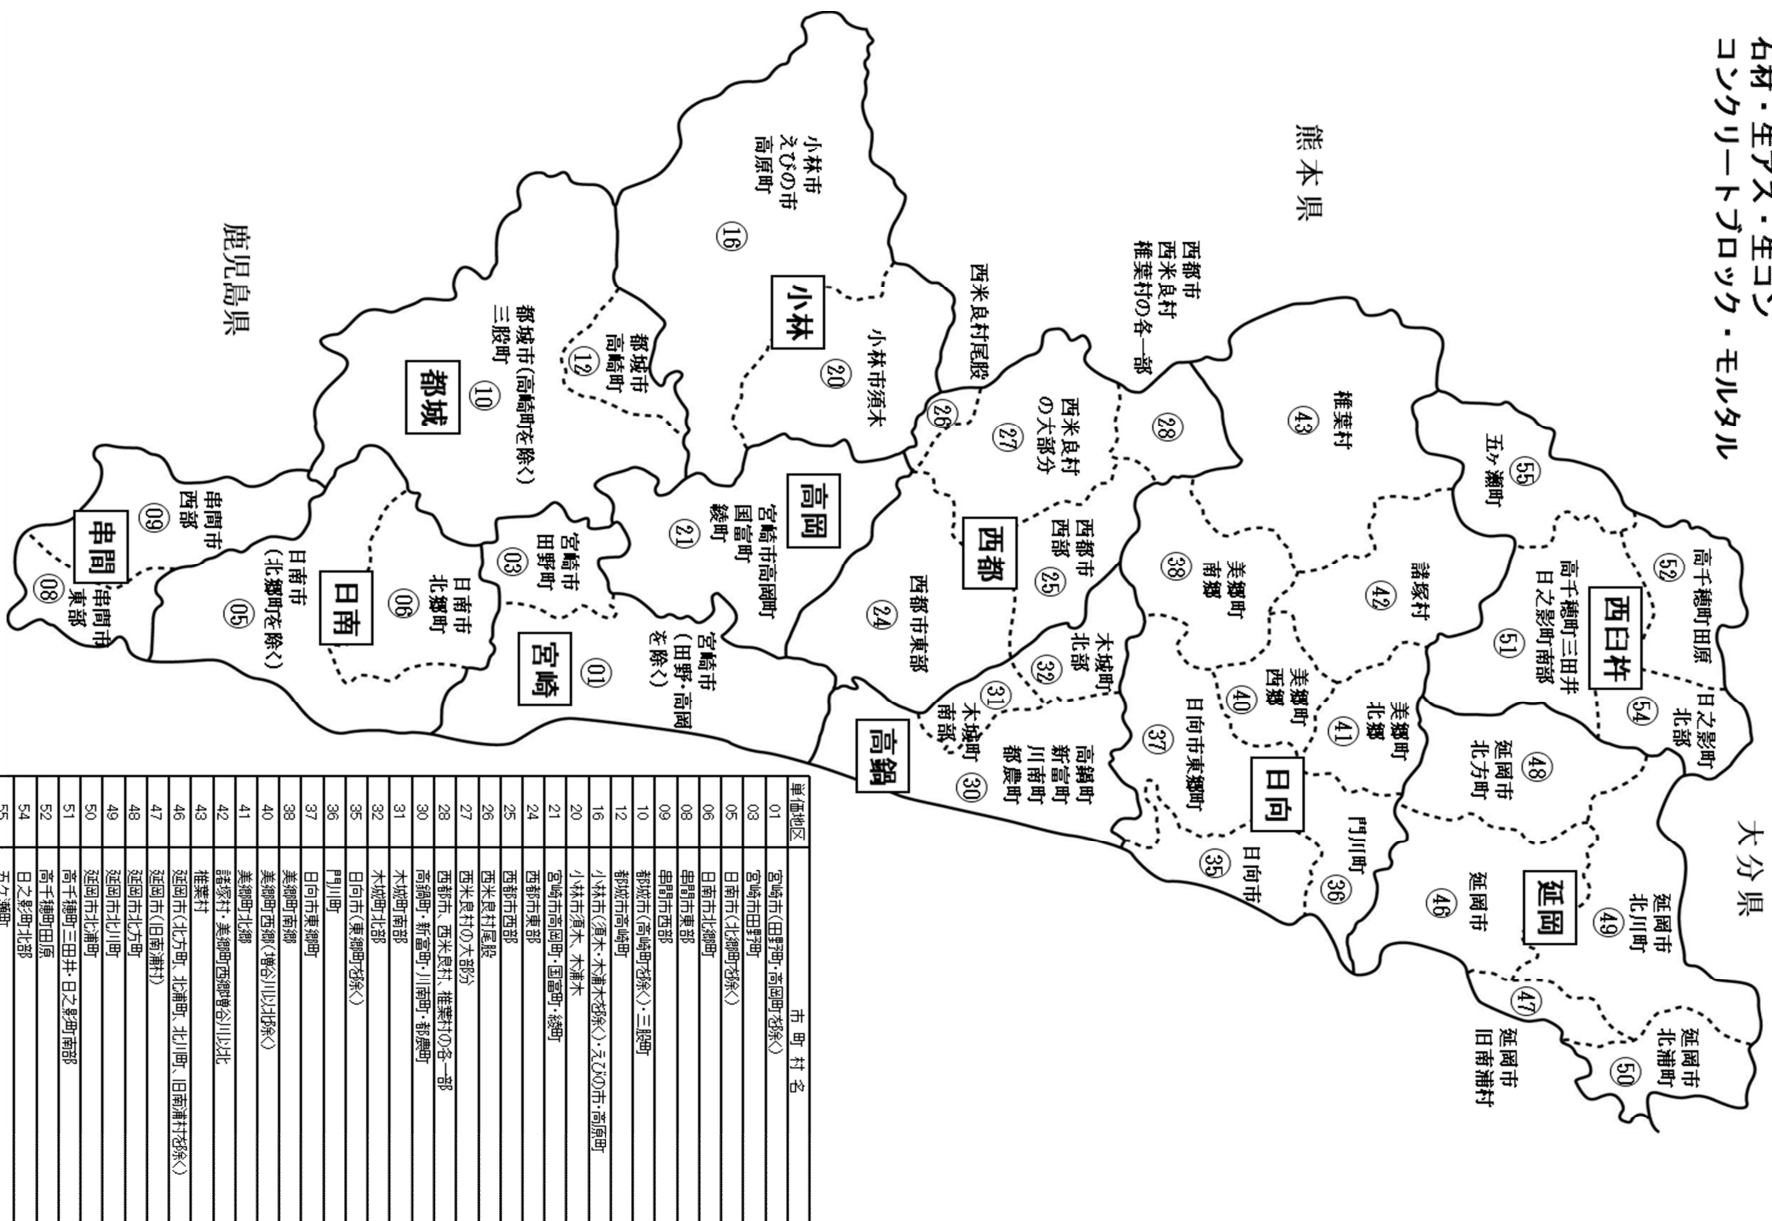 石材・生アス・生コン
コンクリートブロック・モルタル
熊本県
大分県
鹿児島県
西臼杵
高千穂町田原
52
日之影町
北部
54
高千穂町三田井
日之影町南部
51
55
五ヶ瀬町
延岡
延岡市
北浦町
50
延岡市
北川町
49
延岡市
北方町
48
47
延岡市
旧南浦村
延岡市
46
日向
椎葉村
43
諸塚村
42
美郷町
北郷
41
美郷町
西郷
40
美郷町
南郷
38
日向市東郷町
37
門川町
36
日向市
35
西都
西都市
西米良村
椎葉村の各一部
28
西米良村
の大部分
27
西米良村尾股
26
西都市
西部
25
西都市東部
24
高鍋
木城町
北部
32
31
木城町
南部
高鍋町
新富町
川南町
都農町
30
小林
小林市
えびの市
高原町
16
小林市須木
20
高岡
宮崎市高岡町
国富町
綾町
21
都城
都城市
高崎町
12
都城市(高崎町を除く)
三股町
10
宮崎
宮崎市
(田野・高岡
を除く)
01
宮崎市
田野町
03
日南
日南市
北郷町
06
日南市
(北郷町を除く)
05
串間
串間市
西部
09
串間市
東部
08
単価地区 市町村名
01 宮崎市(田野町・高岡町を除く)
03 宮崎市田野町
05 日南市(北郷町を除く)
06 日南市北郷町
08 串間市東部
09 串間市西部
10 都城市(高崎町を除く)・三股町
12 都城市高崎町
16 小林市(須木・木浦木を除く)・えびの市・高原町
20 小林市須木、木浦木
21 宮崎市高岡町・国富町・綾町
24 西都市東部
25 西都市西部
26 西米良村尾股
27 西米良村の大部分
28 西都市、西米良村、椎葉村の各一部
30 高鍋町・新富町・川南町・都農町
31 木城町南部
32 木城町北部
35 日向市(東郷町を除く)
36 門川町
37 日向市東郷町
38 美郷町南郷
40 美郷町西郷(増谷川以北除く)
41 美郷町北郷
42 諸塚村・美郷町西郷増谷川以北
43 椎葉村
46 延岡市(北方町、北浦町、北川町、旧南浦村を除く)
47 延岡市(旧南浦村)
48 延岡市北方町
49 延岡市北川町
50 延岡市北浦町
51 高千穂町三田井・日之影町南部
52 高千穂町田原
54 日之影町北部
55 五ヶ瀬町